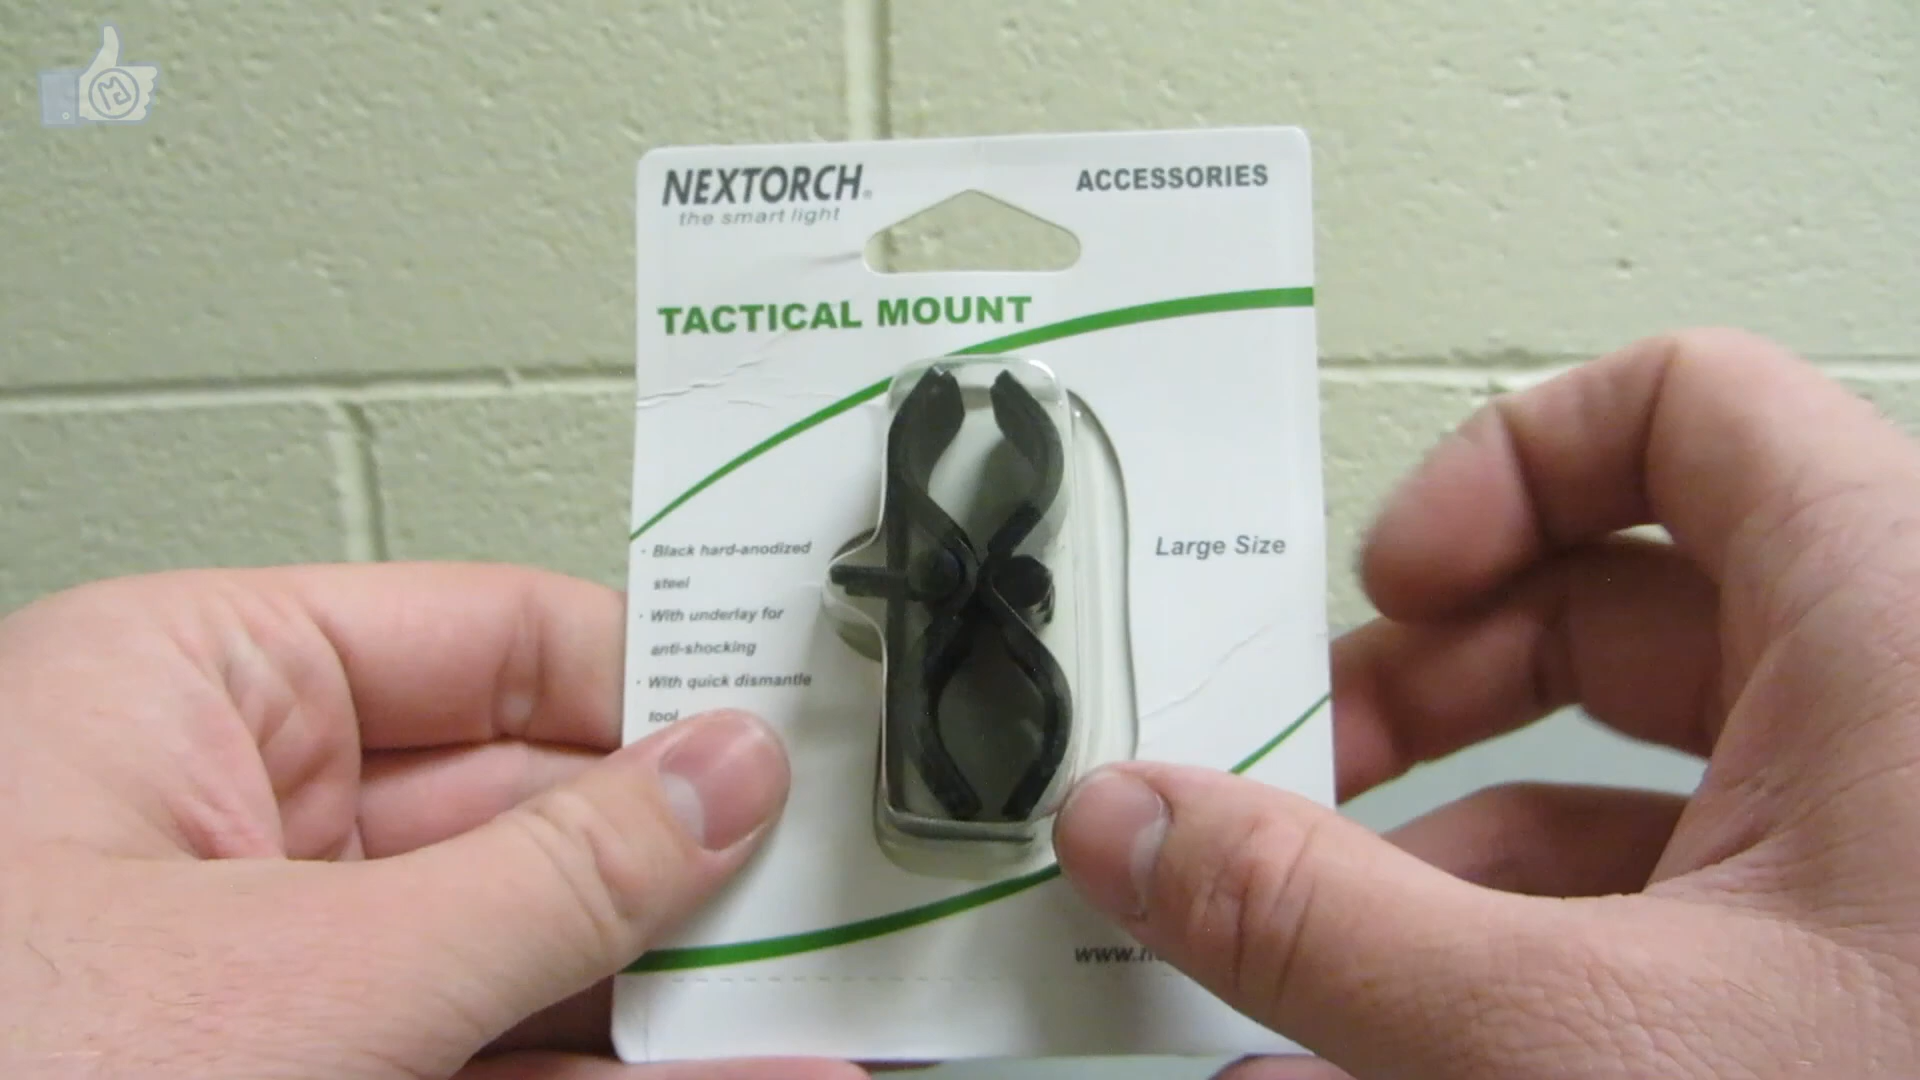 NEXTORCH®
the smart light
ACCESSORIES
TACTICAL MOUNT
· Black hard-anodized
steel
· With underlay for
anti-shocking
· With quick dismantle
tool
Large Size
www.